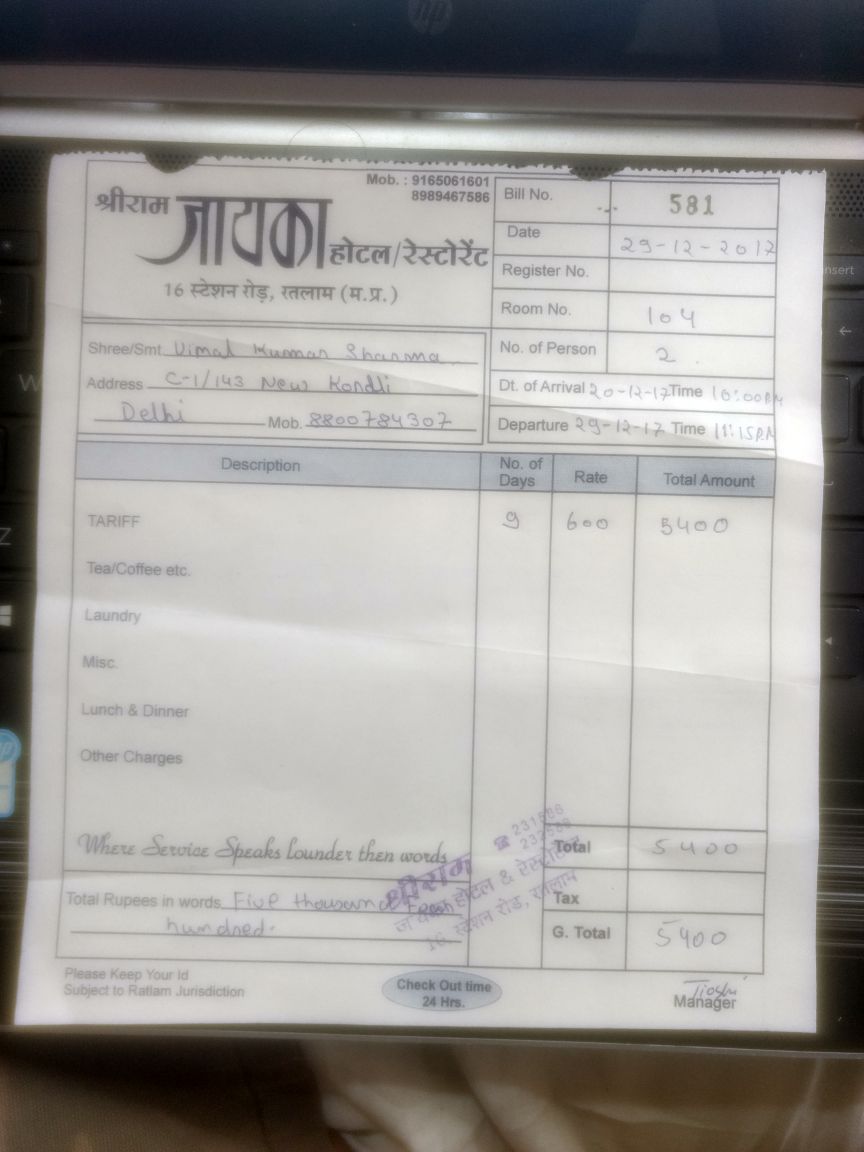 hp
Mob. : 9165061601
8989467586
श्रीराम जायका होटल/रेस्टोरेंट
16 स्टेशन रोड़, रतलाम (म.प्र.)
Bill No. 581
Date 29-12-2017
Register No.
Room No. 104
No. of Person 2
Dt. of Arrival 20-12-17 Time 10:00PM
Departure 29-12-17 Time 11:15P.M
Shree/Smt. Vimal Kumar Sharma
Address C-1/143 New Kondli
Delhi Mob. 8800784307
Description No. of Days Rate Total Amount
TARIFF 9 600 5400
Tea/Coffee etc.
Laundry
Misc.
Lunch & Dinner
Other Charges
Where Service Speaks Lounder then words
Total 5400
Total Rupees in words Five thousand Four
hundred.
Tax
G. Total 5400
श्रीराम
होटल & रेस्टोरेन्ट
16, स्टेशन रोड, रतलाम
Please Keep Your Id
Subject to Ratlam Jurisdiction
Check Out time
24 Hrs.
Manager
insert